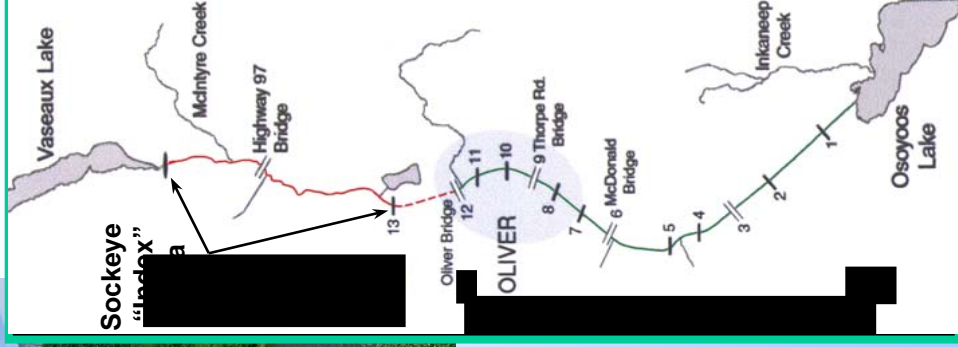 Vaseaux Lake
McIntyre Creek
Highway 97
Bridge
Sockeye
“Index”
13
Oliver Bridge
12
11
10
OLIVER
9 Thorpe Rd.
Bridge
8
7
6 McDonald
Bridge
5
4
3
2
1
Inkaneep
Creek
Osoyoos
Lake